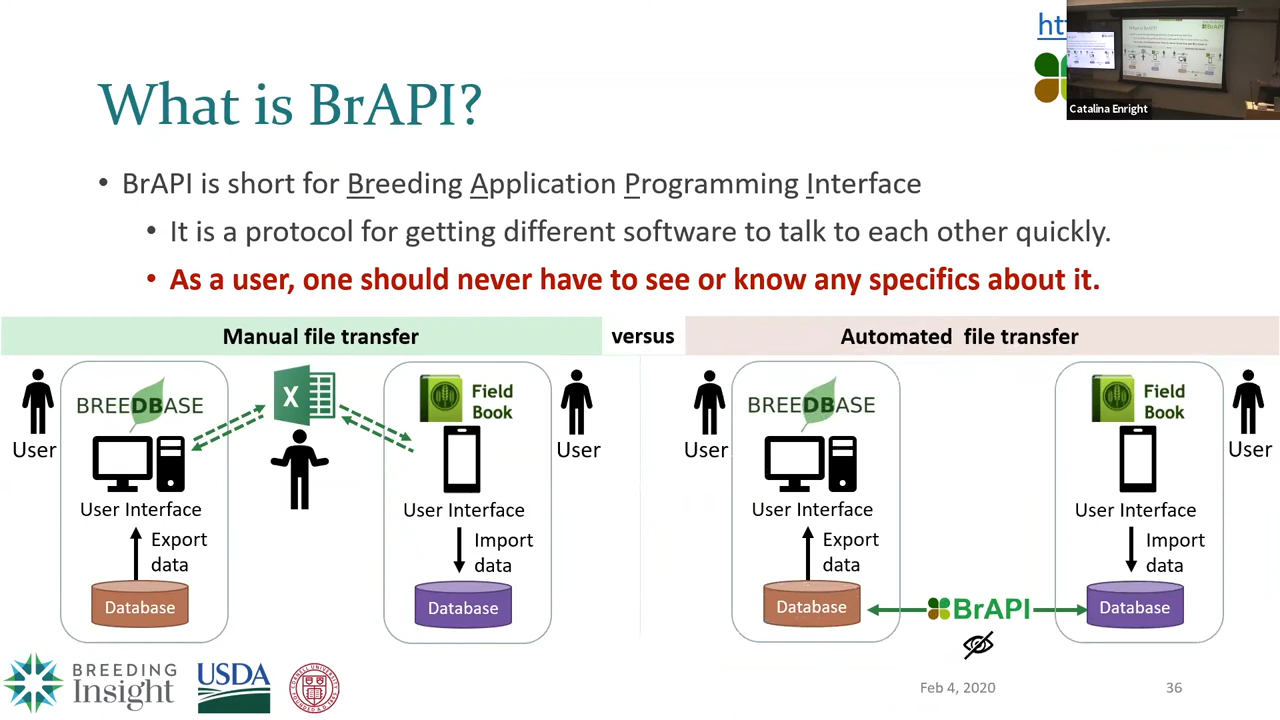 htt
What is BrAPI?
Catalina Enright
• BrAPI is short for Breeding Application Programming Interface
• It is a protocol for getting different software to talk to each other quickly.
• As a user, one should never have to see or know any specifics about it.
Manual file transfer
versus
Automated file transfer
BREEDBASE
X
Field
Book
User
User
User Interface
User Interface
Export
data
Import
data
Database
Database
BREEDBASE
Field
Book
User
User
User Interface
User Interface
Export
data
Import
data
Database
BrAPI
Database
BREEDING
Insight
USDA
Feb 4, 2020
36